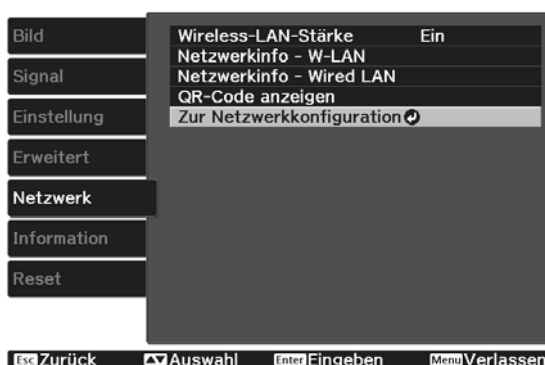 Bild
Signal
Einstellung
Erweitert
Netzwerk
Information
Reset
Wireless-LAN-Stärke Ein
Netzwerkinfo - W-LAN
Netzwerkinfo - Wired LAN
QR-Code anzeigen
Zur Netzwerkkonfiguration
Esc Zurück Auswahl Enter Eingeben Menu Verlassen